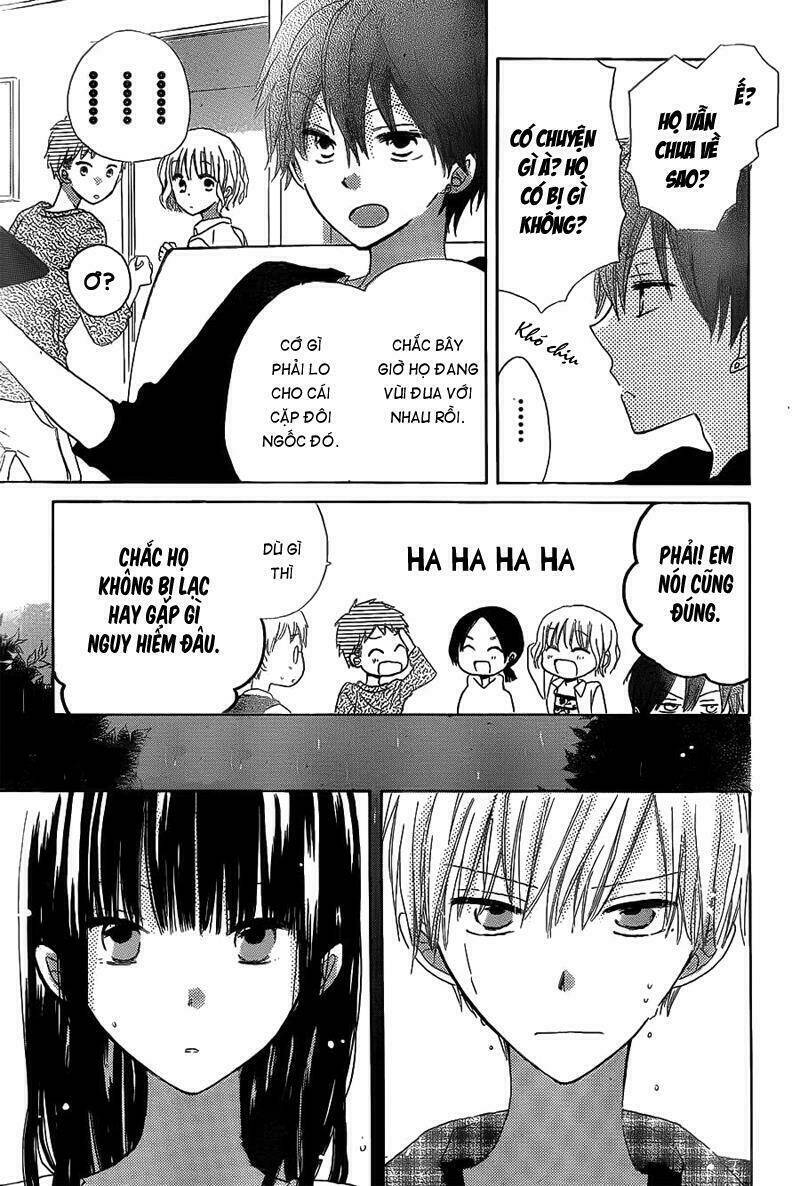 Ế?
HỌ VẪN
CHƯA VỀ
SAO?
CÓ CHUYỆN
GÌ À? HỌ
CÓ BỊ GÌ
KHÔNG?
Khó chịu
Ơ?
CHẮC BÂY
GIỜ HỌ ĐANG
VÙI ĐUA VỚI
NHAU RỒI.
CỚ GÌ
PHẢI LO
CHO CÁI
CẶP ĐÔI
NGỐC ĐÓ.
PHẢI! EM
NÓI CŨNG
ĐÚNG.
HA HA HA HA
DÙ GÌ
THÌ
CHẮC HỌ
KHÔNG BỊ LẠC
HAY GẶP GÌ
NGUY HIỂM ĐÂU.